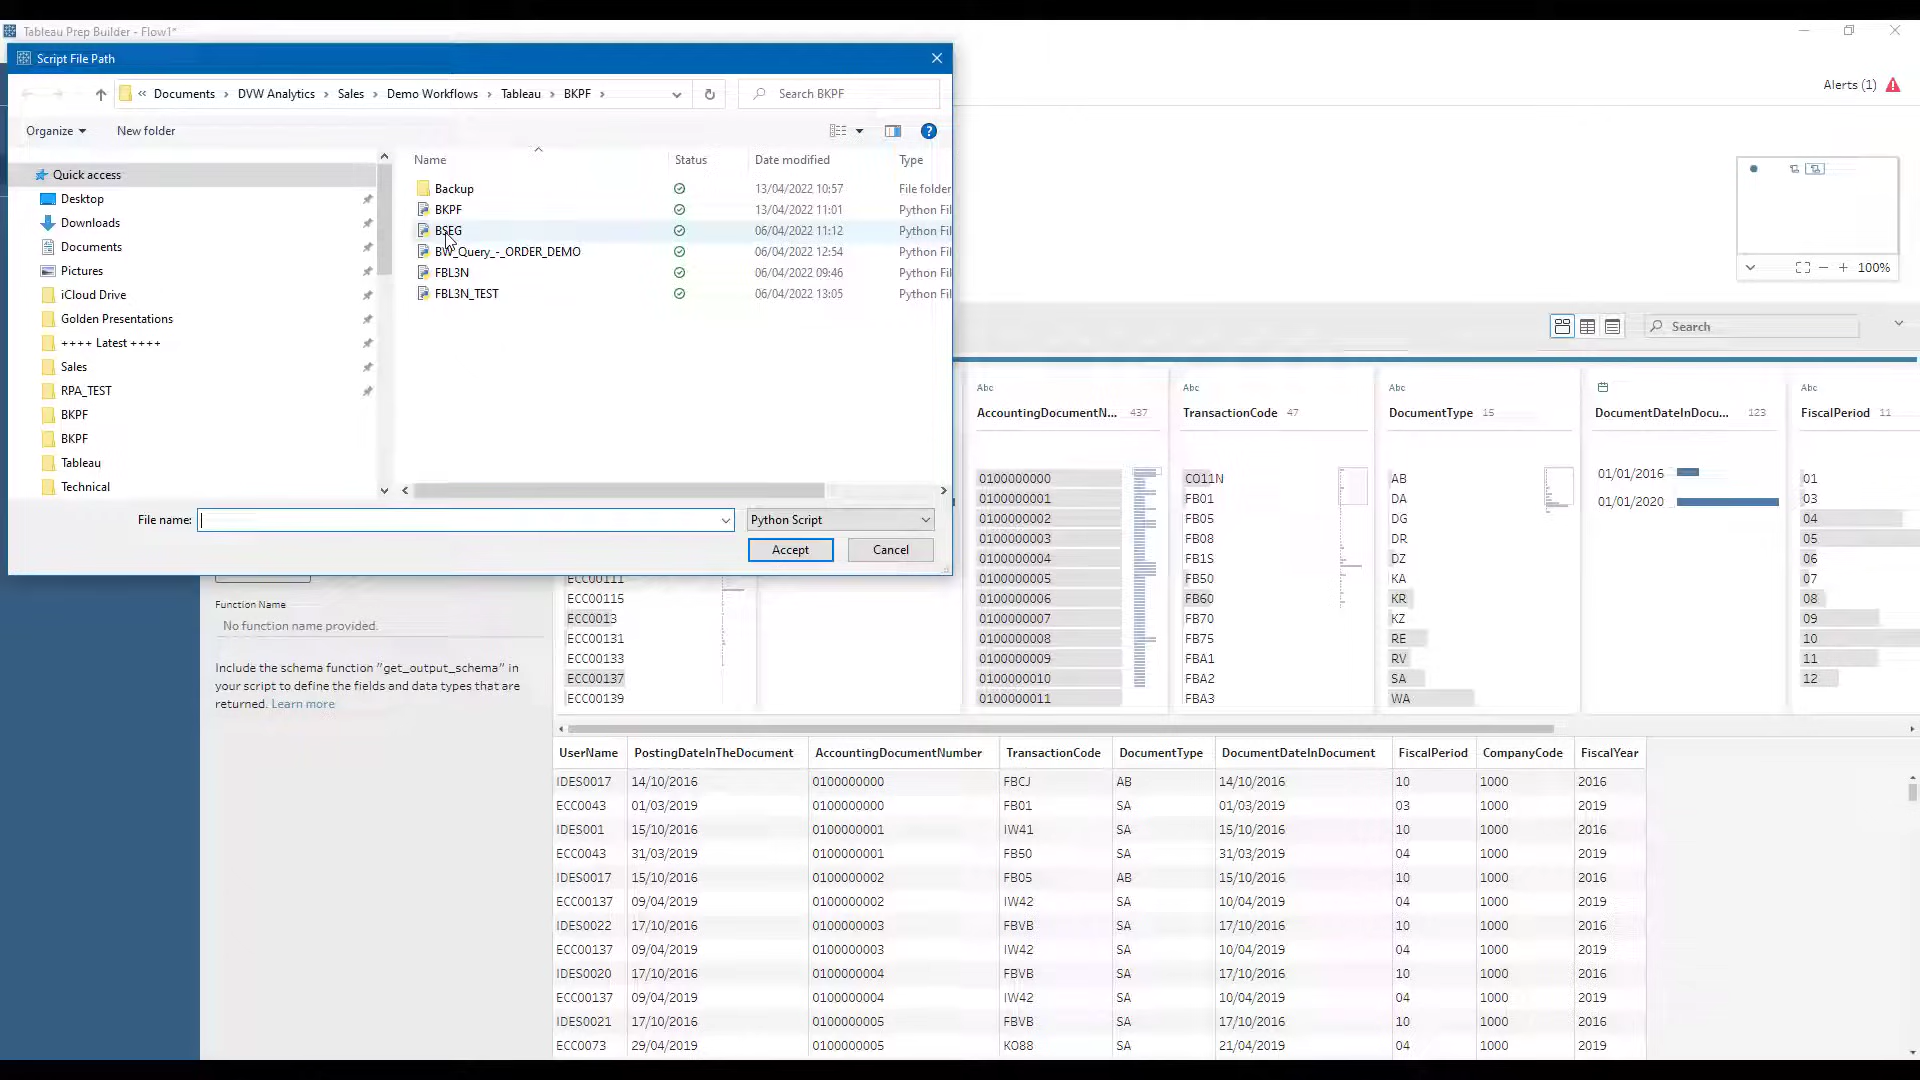 Tableau Prep Builder - Flow1*
Script File Path
« Documents > DVW Analytics > Sales > Demo Workflows > Tableau > BKPF >
Search BKPF
Alerts (1)
Organize
New folder
Name
Status
Date modified
Type
Quick access
Desktop
Downloads
Documents
Pictures
iCloud Drive
Golden Presentations
++++ Latest ++++
Sales
RPA_TEST
BKPF
BKPF
Tableau
Technical
Backup 13/04/2022 10:57 File folder
BKPF 13/04/2022 11:01 Python Fil
BSEG 06/04/2022 11:12 Python Fil
BW_Query_-_ORDER_DEMO 06/04/2022 12:54 Python Fil
FBL3N 06/04/2022 09:46 Python Fil
FBL3N_TEST 06/04/2022 13:05 Python Fil
File name:
Python Script
Accept
Cancel
100%
Search
Function Name
No function name provided.
Include the schema function "get_output_schema" in
your script to define the fields and data types that are
returned. Learn more
ECC00111
ECC00115
ECC0013
ECC00131
ECC00133
ECC00137
ECC00139
Abc
AccountingDocumentN... 437
0100000000
0100000001
0100000002
0100000003
0100000004
0100000005
0100000006
0100000007
0100000008
0100000009
0100000010
0100000011
Abc
TransactionCode 47
CO11N
FB01
FB05
FB08
FB1S
FB50
FB60
FB70
FB75
FBA1
FBA2
FBA3
Abc
DocumentType 15
AB
DA
DG
DR
DZ
KA
KR
KZ
RE
RV
SA
WA
DocumentDateInDocu... 123
01/01/2016
01/01/2020
Abc
FiscalPeriod 11
01
03
04
05
06
07
08
09
10
11
12
UserName PostingDateInTheDocument AccountingDocumentNumber TransactionCode DocumentType DocumentDateInDocument FiscalPeriod CompanyCode FiscalYear
IDES0017 14/10/2016 0100000000 FBCJ AB 14/10/2016 10 1000 2016
ECC0043 01/03/2019 0100000000 FB01 SA 01/03/2019 03 1000 2019
IDES001 15/10/2016 0100000001 IW41 SA 15/10/2016 10 1000 2016
ECC0043 31/03/2019 0100000001 FB50 SA 31/03/2019 04 1000 2019
IDES0017 15/10/2016 0100000002 FB05 AB 15/10/2016 10 1000 2016
ECC00137 09/04/2019 0100000002 IW42 SA 10/04/2019 04 1000 2019
IDES0022 17/10/2016 0100000003 FBVB SA 17/10/2016 10 1000 2016
ECC00137 09/04/2019 0100000003 IW42 SA 10/04/2019 04 1000 2019
IDES0020 17/10/2016 0100000004 FBVB SA 17/10/2016 10 1000 2016
ECC00137 09/04/2019 0100000004 IW42 SA 10/04/2019 04 1000 2019
IDES0021 17/10/2016 0100000005 FBVB SA 17/10/2016 10 1000 2016
ECC0073 29/04/2019 0100000005 KO88 SA 21/04/2019 04 1000 2019